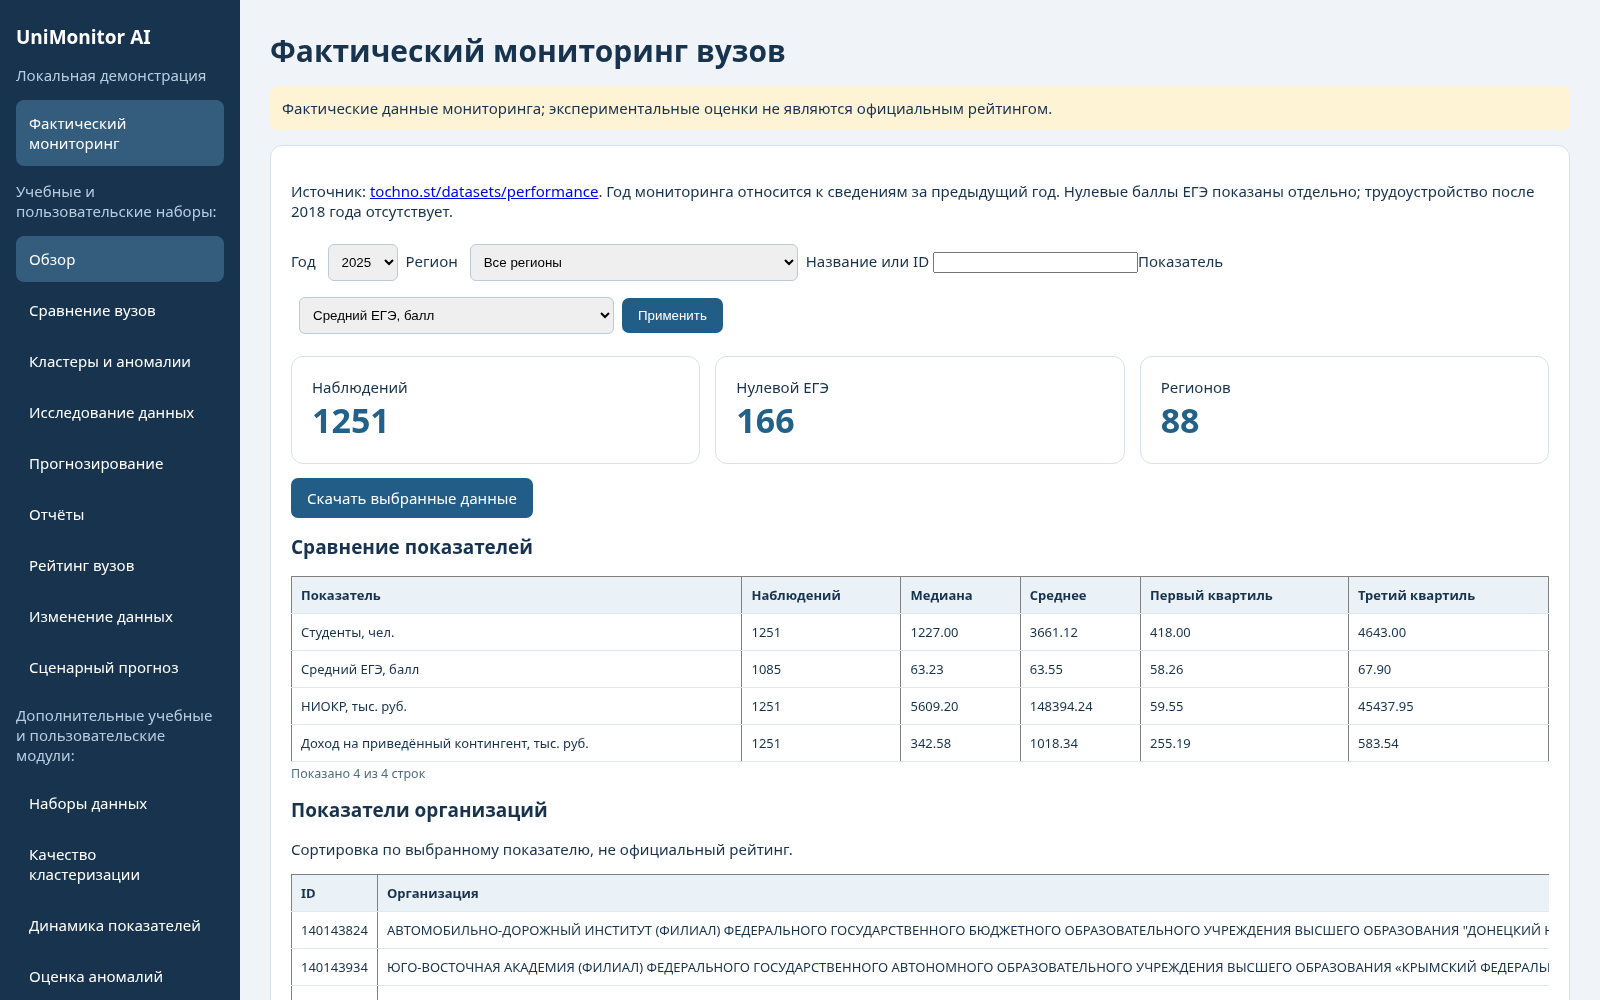 UniMonitor AI
Локальная демонстрация
Фактический
мониторинг
Учебные и
пользовательские наборы:
Обзор
Сравнение вузов
Кластеры и аномалии
Исследование данных
Прогнозирование
Отчёты
Рейтинг вузов
Изменение данных
Сценарный прогноз
Дополнительные учебные
и пользовательские
модули:
Наборы данных
Качество
кластеризации
Динамика показателей
Оценка аномалий
Фактический мониторинг вузов
Фактические данные мониторинга; экспериментальные оценки не являются официальным рейтингом.
Источник: tochno.st/datasets/performance. Год мониторинга относится к сведениям за предыдущий год. Нулевые баллы ЕГЭ показаны отдельно; трудоустройство после
2018 года отсутствует.
Год 2025 Регион Все регионы Название или ID Показатель
Средний ЕГЭ, балл Применить
Наблюдений Нулевой ЕГЭ Регионов
1251 166 88
Скачать выбранные данные
Сравнение показателей
Показатель Наблюдений Медиана Среднее Первый квартиль Третий квартиль
Студенты, чел. 1251 1227.00 3661.12 418.00 4643.00
Средний ЕГЭ, балл 1085 63.23 63.55 58.26 67.90
НИОКР, тыс. руб. 1251 5609.20 148394.24 59.55 45437.95
Доход на приведённый контингент, тыс. руб. 1251 342.58 1018.34 255.19 583.54
Показано 4 из 4 строк
Показатели организаций
Сортировка по выбранному показателю, не официальный рейтинг.
ID Организация
140143824 АВТОМОБИЛЬНО-ДОРОЖНЫЙ ИНСТИТУТ (ФИЛИАЛ) ФЕДЕРАЛЬНОГО ГОСУДАРСТВЕННОГО БЮДЖЕТНОГО ОБРАЗОВАТЕЛЬНОГО УЧРЕЖДЕНИЯ ВЫСШЕГО ОБРАЗОВАНИЯ "ДОНЕЦКИЙ
140143934 ЮГО-ВОСТОЧНАЯ АКАДЕМИЯ (ФИЛИАЛ) ФЕДЕРАЛЬНОГО ГОСУДАРСТВЕННОГО АВТОНОМНОГО ОБРАЗОВАТЕЛЬНОГО УЧРЕЖДЕНИЯ ВЫСШЕГО ОБРАЗОВАНИЯ «КРЫМСКИЙ